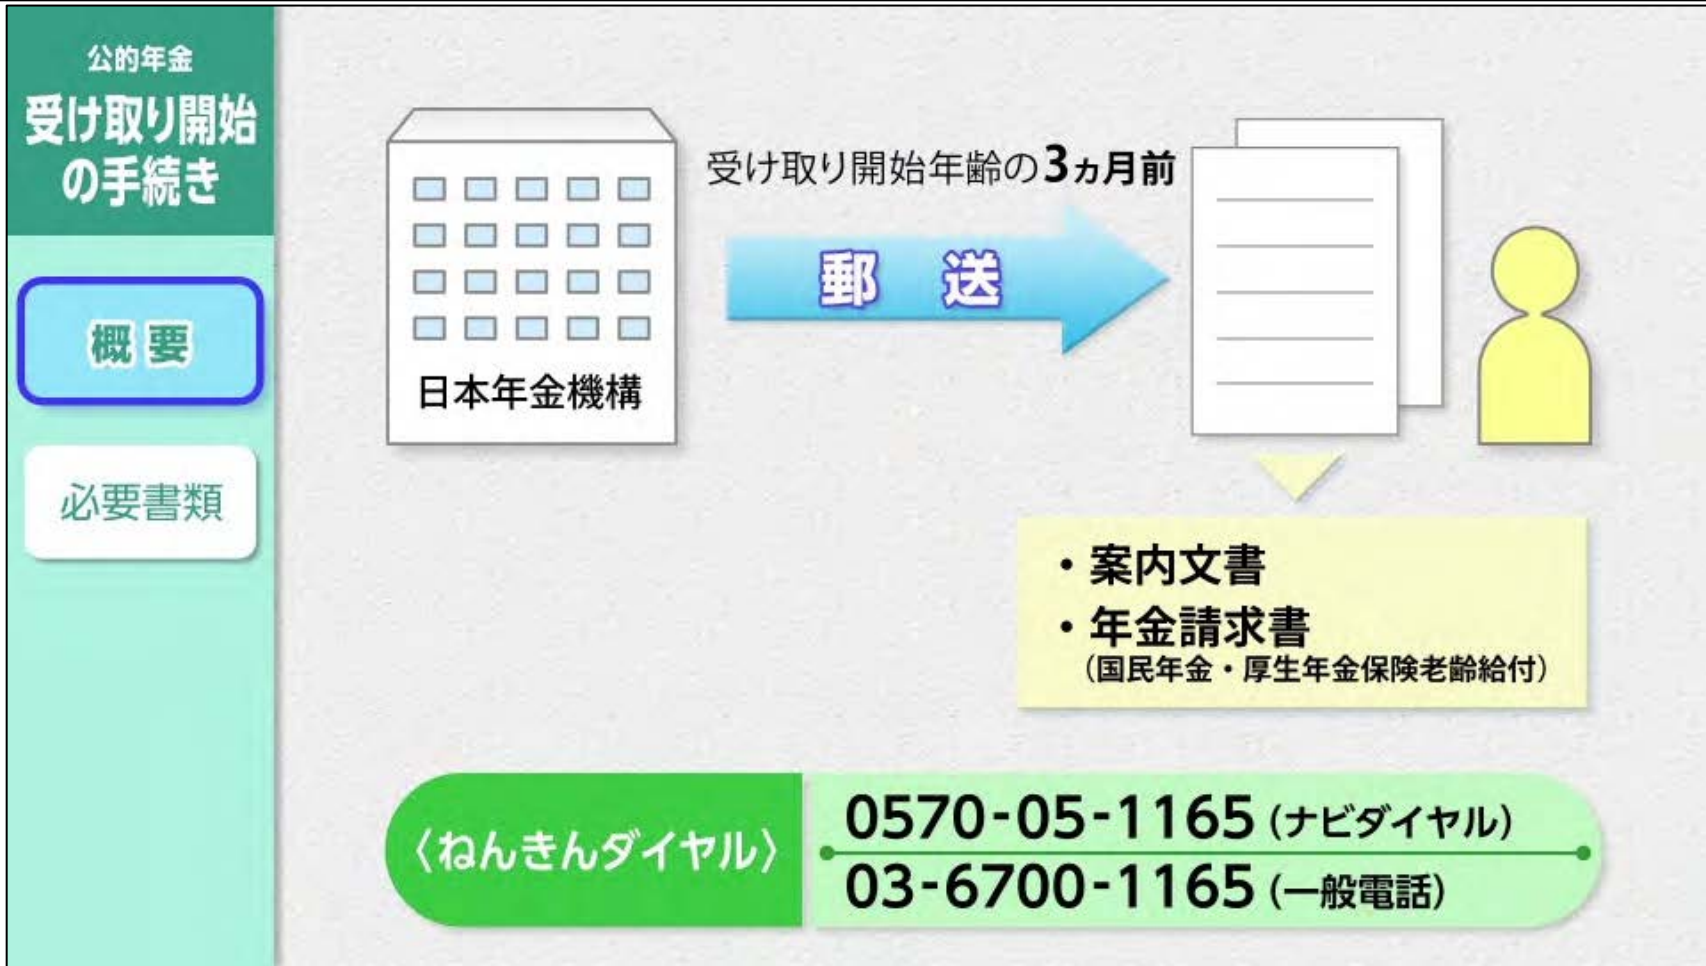 公的年金
受け取り開始
の手続き
概要
必要書類
日本年金機構
受け取り開始年齢の3ヵ月前
郵送
・案内文書
・年金請求書
（国民年金・厚生年金保険老齢給付）
〈ねんきんダイヤル〉
0570-05-1165（ナビダイヤル）
03-6700-1165（一般電話）